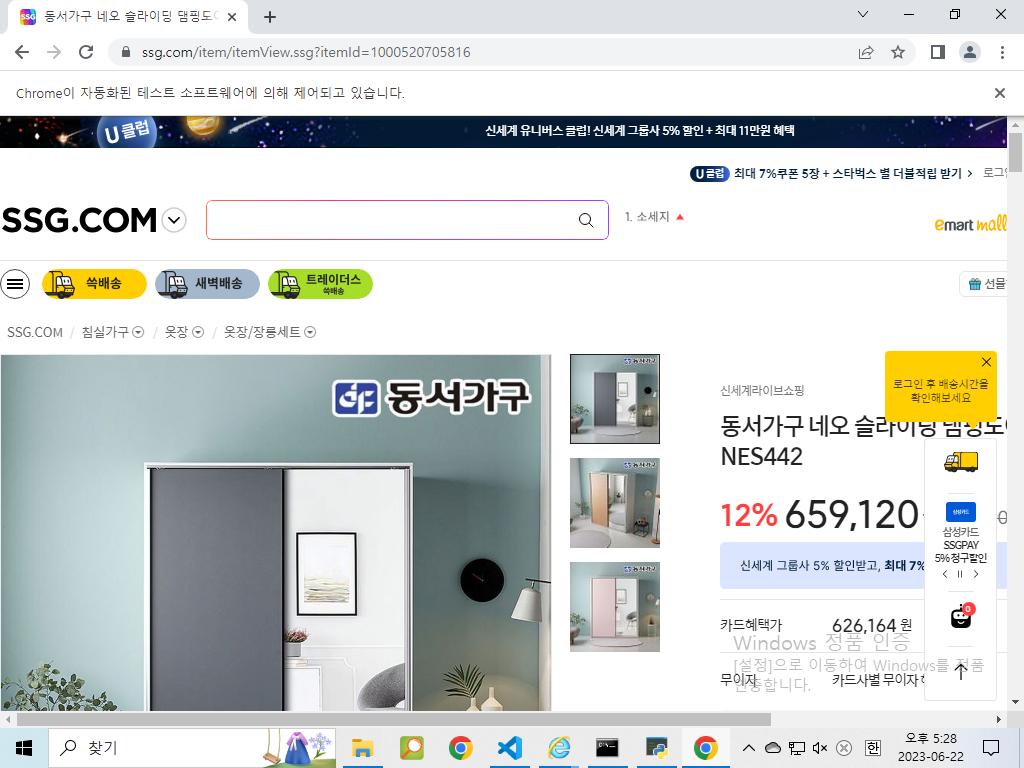 동서가구 네오 슬라이딩 댐핑도어
ssg.com/item/itemView.ssg?itemId=1000520705816
Chrome이 자동화된 테스트 소프트웨어에 의해 제어되고 있습니다.
U 클럽
신세계 유니버스 클럽! 신세계 그룹사 5% 할인 + 최대 11만원 혜택
U 클럽 최대 7%쿠폰 5장 + 스타벅스 별 더블적립 받기 >
SSG.COM
1. 소세지
emart mall
쓱배송
새벽배송
트레이더스
쓱배송
선물
SSG.COM / 침실가구 / 옷장 / 옷장/장롱세트
동서가구
로그인 후 배송시간을
확인해보세요
신세계라이브쇼핑
동서가구 네오 슬라이딩 댐핑도어
NES442
12% 659,120
삼성카드
삼성카드
SSGPAY
5% 청구할인
신세계 그룹사 5% 할인받고, 최대 7%
0
카드혜택가 626,164 원
Windows 정품 인증
[설정]으로 이동하여 Windows를 정품
인증합니다.
무이자 카드사별 무이자
찾기
오후 5:28
2023-06-22
한